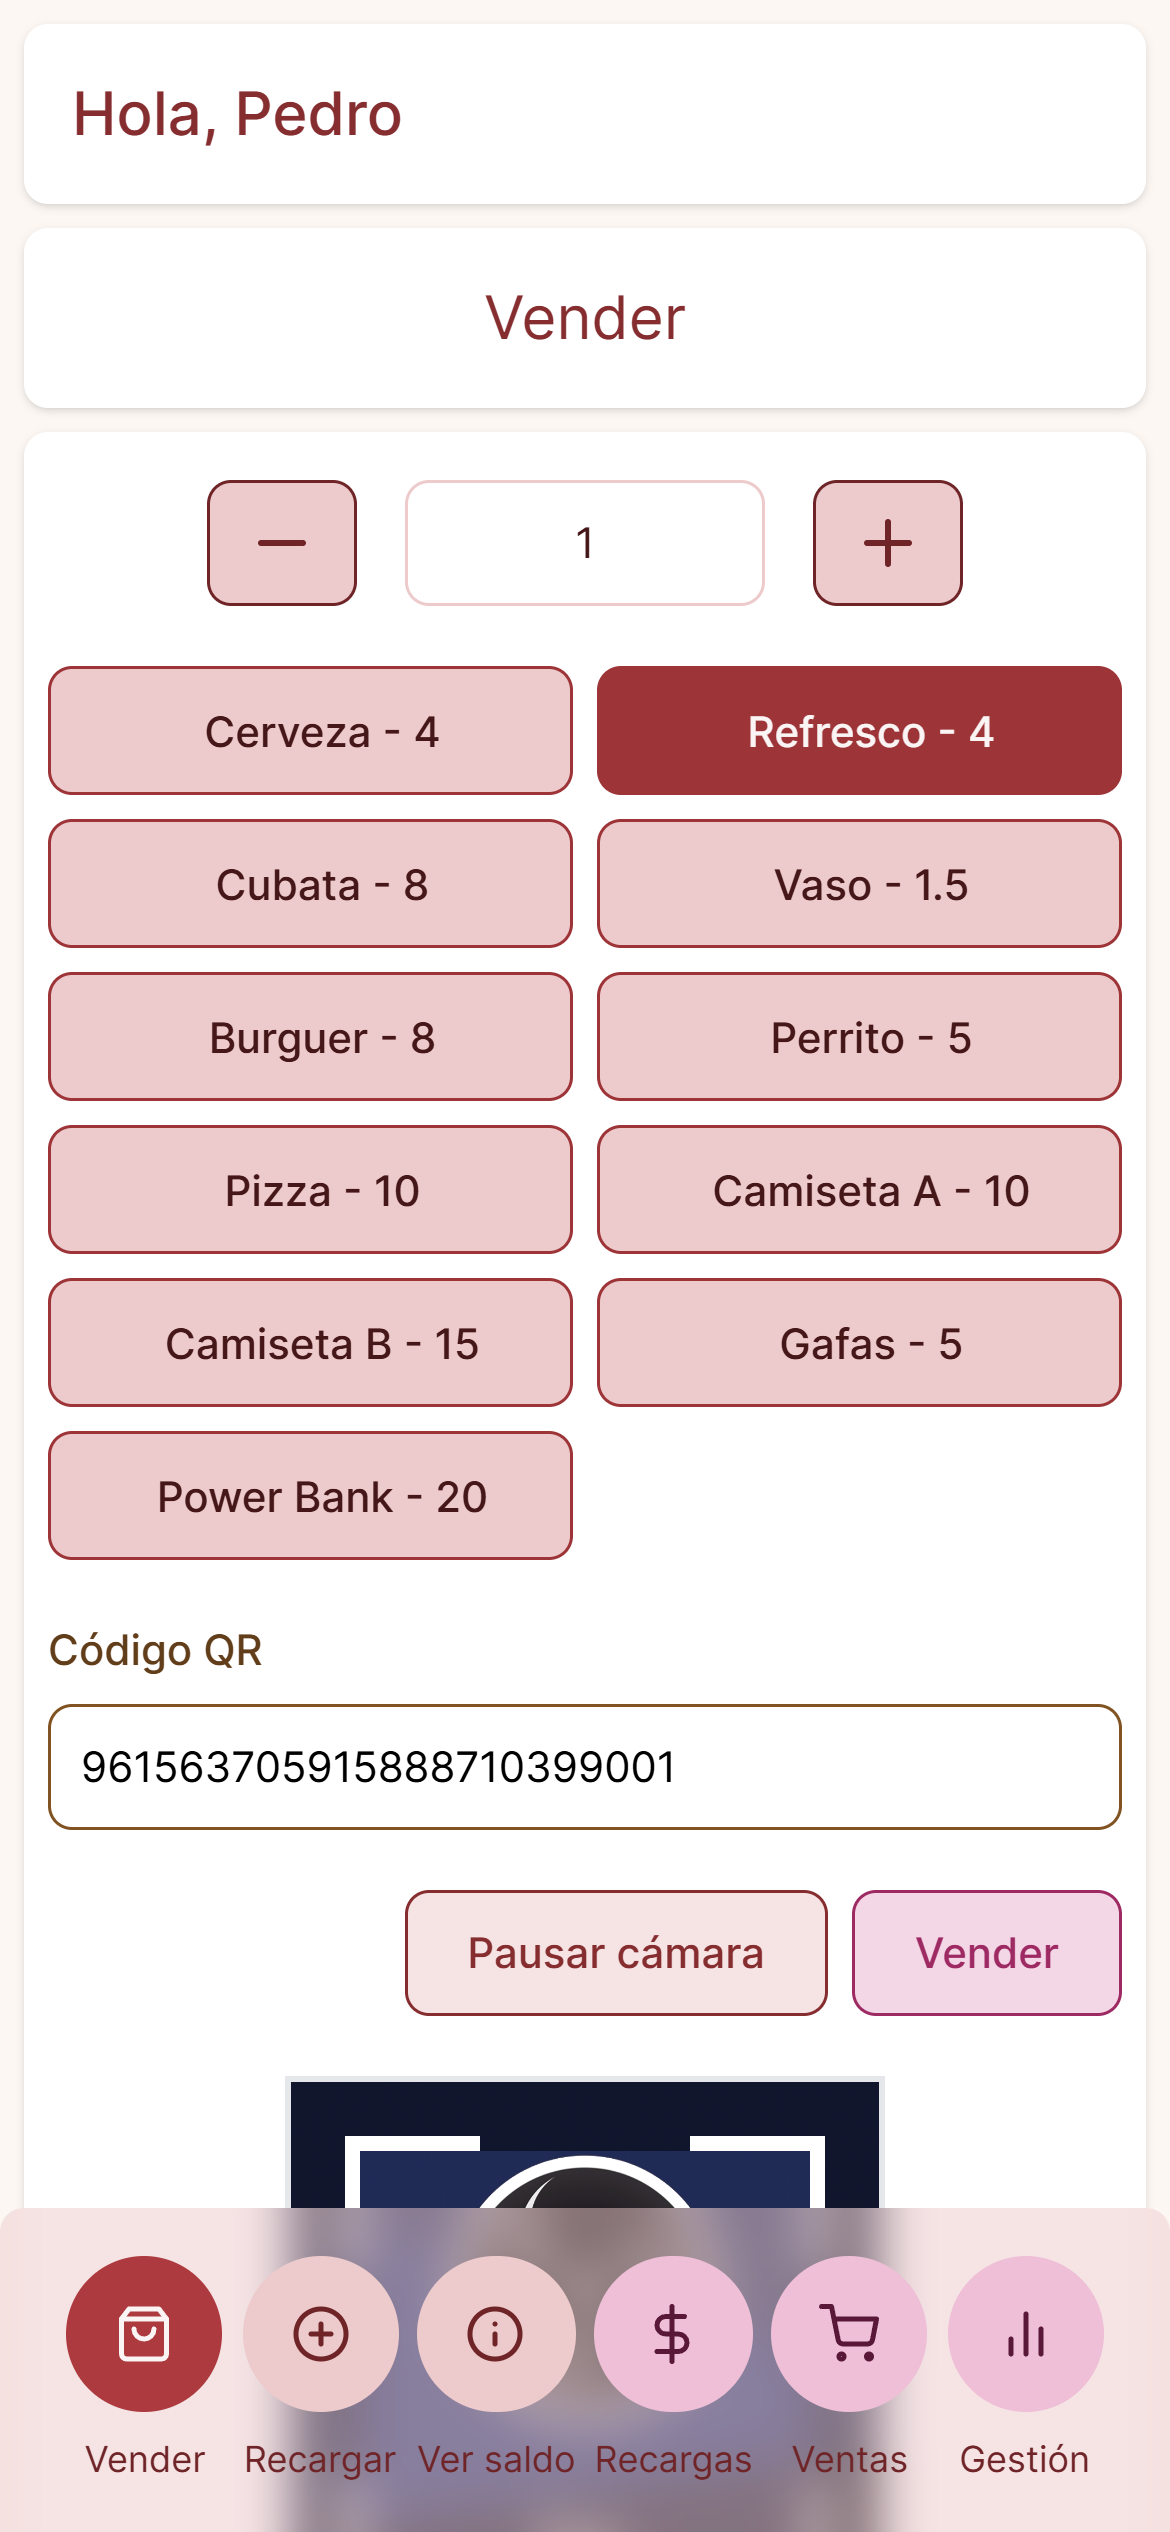 Hola, Pedro
Vender
1
Cerveza - 4
Refresco - 4
Cubata - 8
Vaso - 1.5
Burguer - 8
Perrito - 5
Pizza - 10
Camiseta A - 10
Camiseta B - 15
Gafas - 5
Power Bank - 20
Código QR
961563705915888710399001
Pausar cámara
Vender
Vender
Recargar
Ver saldo
Recargas
Ventas
Gestión